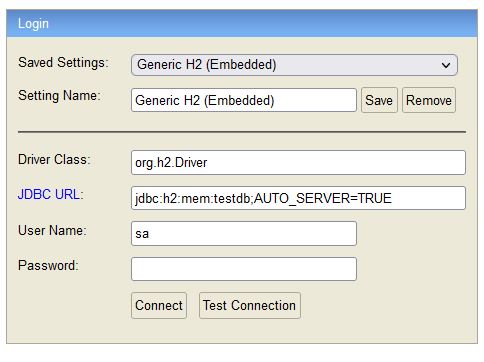 Login
Saved Settings: Generic H2 (Embedded)
Setting Name: Generic H2 (Embedded) Save Remove
Driver Class: org.h2.Driver
JDBC URL: jdbc:h2:mem:testdb;AUTO_SERVER=TRUE
User Name: sa
Password:
Connect Test Connection